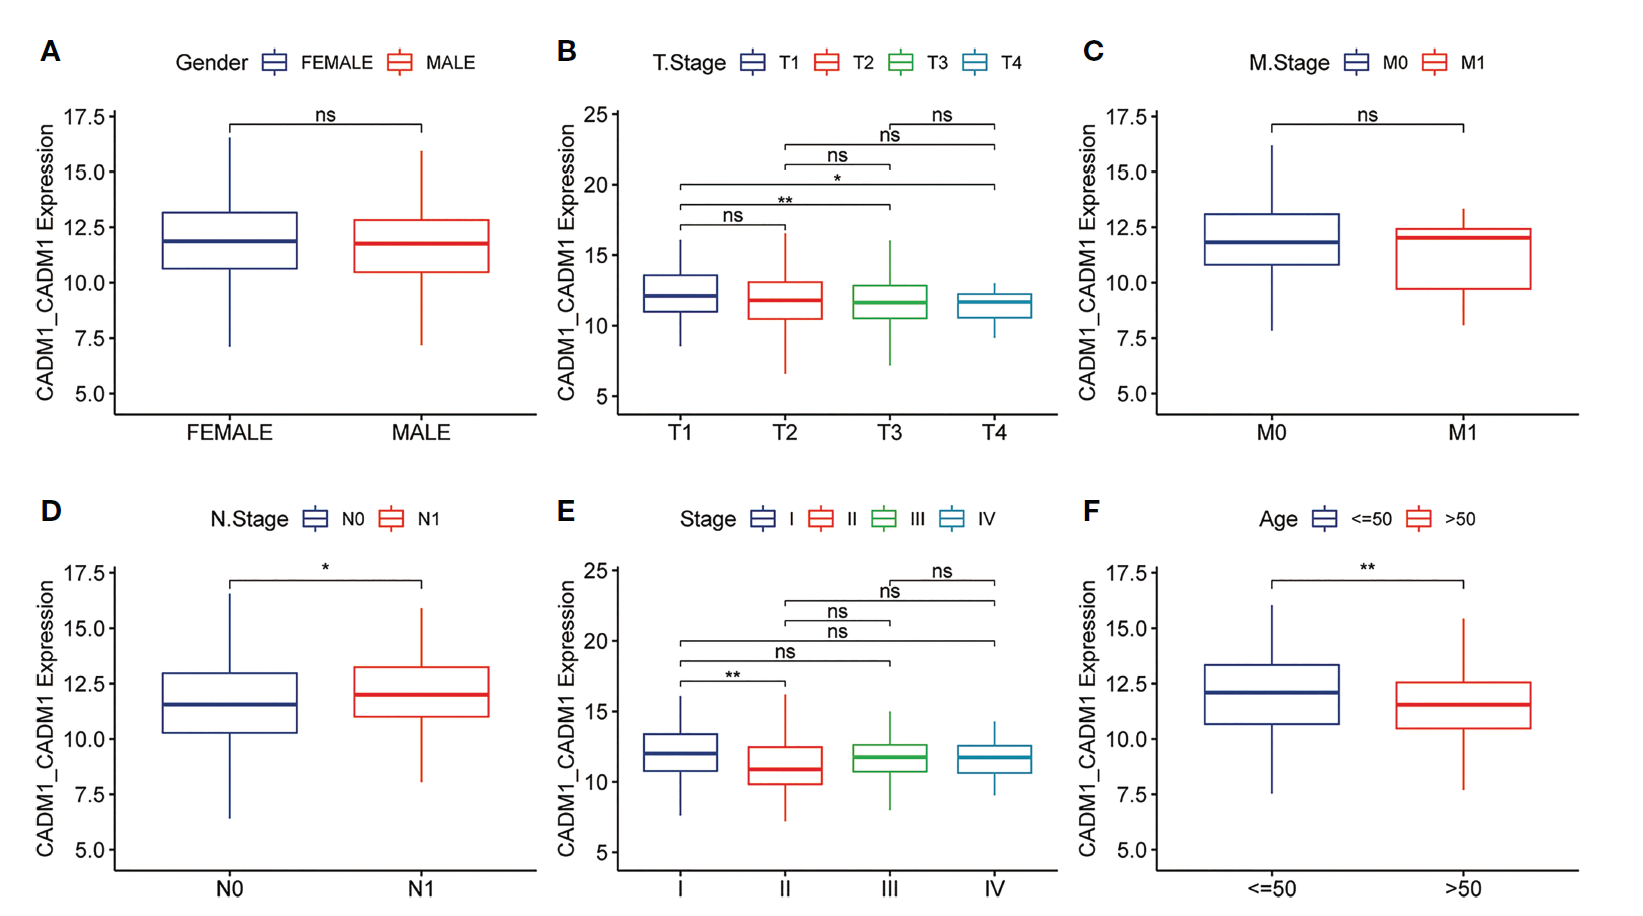 A
Gender FEMALE MALE
CADM1_CADM1 Expression
17.5
15.0
12.5
10.0
7.5
5.0
ns
FEMALE MALE
B
T.Stage T1 T2 T3 T4
CADM1_CADM1 Expression
25
20
15
10
5
ns
ns
ns
*
**
ns
T1 T2 T3 T4
C
M.Stage M0 M1
CADM1_CADM1 Expression
17.5
15.0
12.5
10.0
7.5
5.0
ns
M0 M1
D
N.Stage N0 N1
CADM1_CADM1 Expression
17.5
15.0
12.5
10.0
7.5
5.0
*
N0 N1
E
Stage I II III IV
CADM1_CADM1 Expression
25
20
15
10
5
ns
ns
ns
ns
ns
**
I II III IV
F
Age <=50 >50
CADM1_CADM1 Expression
17.5
15.0
12.5
10.0
7.5
5.0
**
<=50 >50